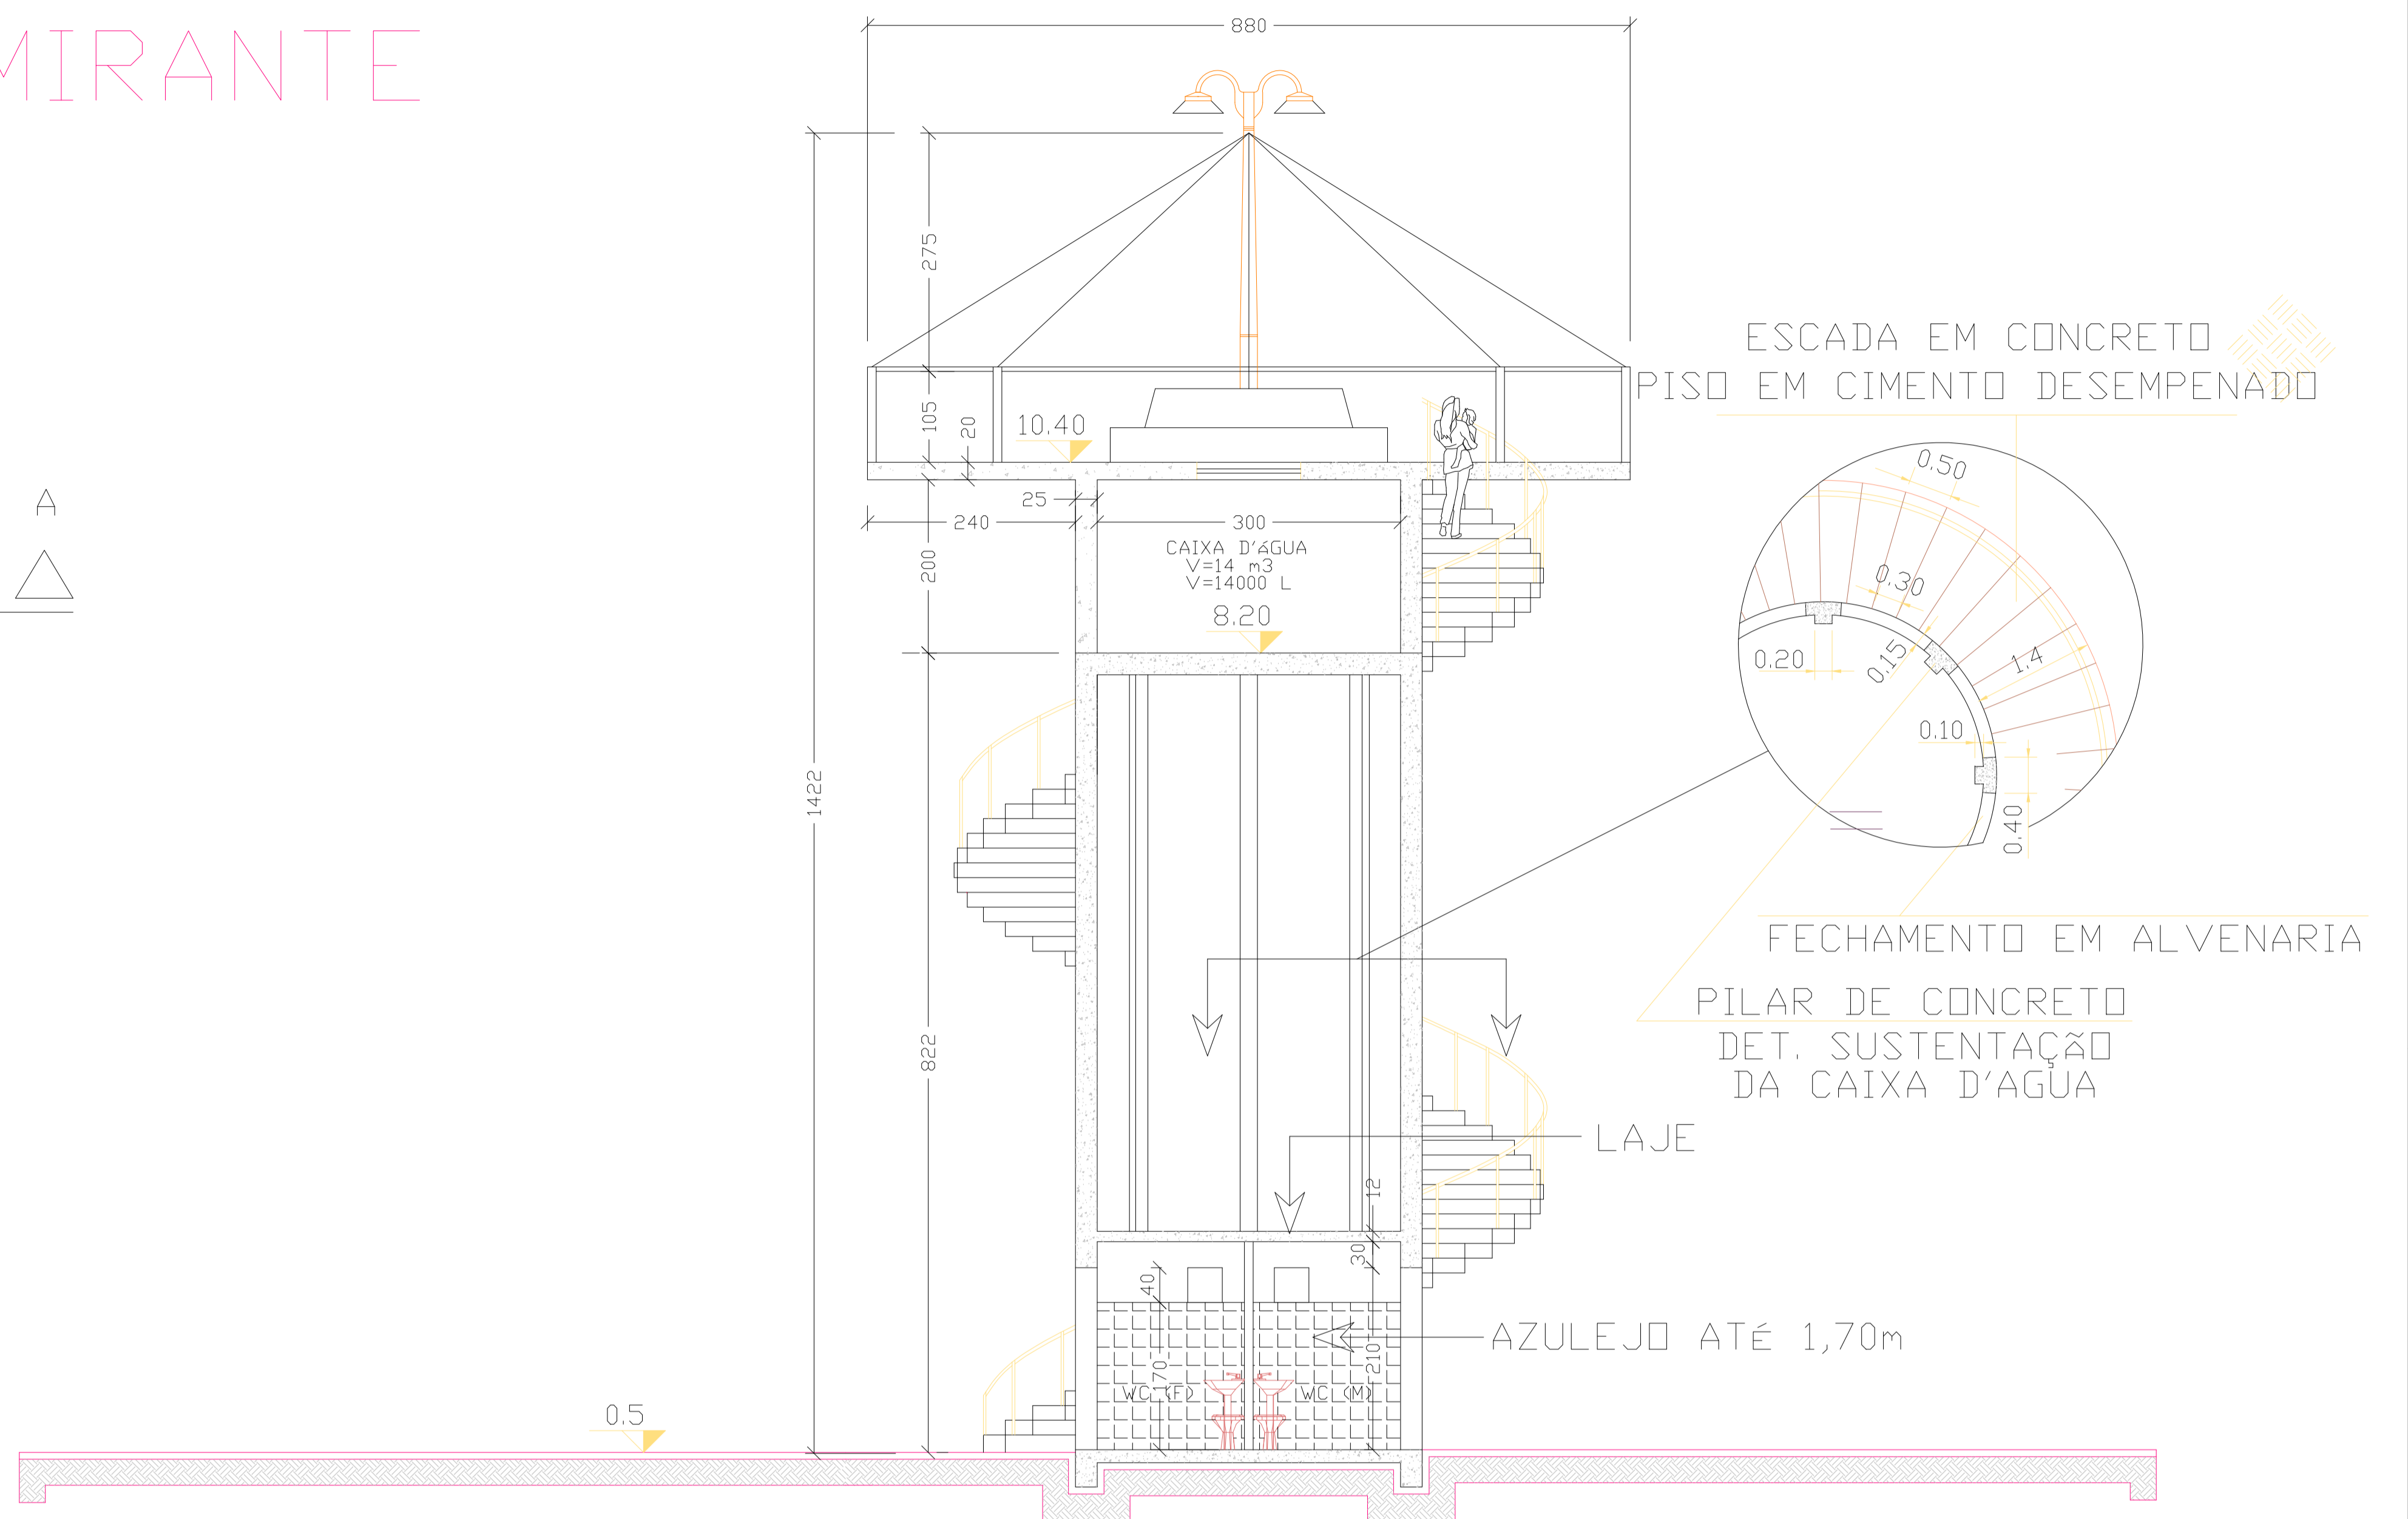 MIRANTE
880
275
105
20
10.40
25
240
300
200
CAIXA D'ÁGUA
V=14 m3
V=14000 L
8.20
1422
822
A
ESCADA EM CONCRETO
PISO EM CIMENTO DESEMPENADO
0.50
0.30
0.20
0.15
1.4
0.10
0.40
FECHAMENTO EM ALVENARIA
PILAR DE CONCRETO
DET. SUSTENTAÇÃO
DA CAIXA D'AGUA
LAJE
12
30
40
AZULEJO ATÉ 1,70m
210
170
WC (F)
WC (M)
0.5